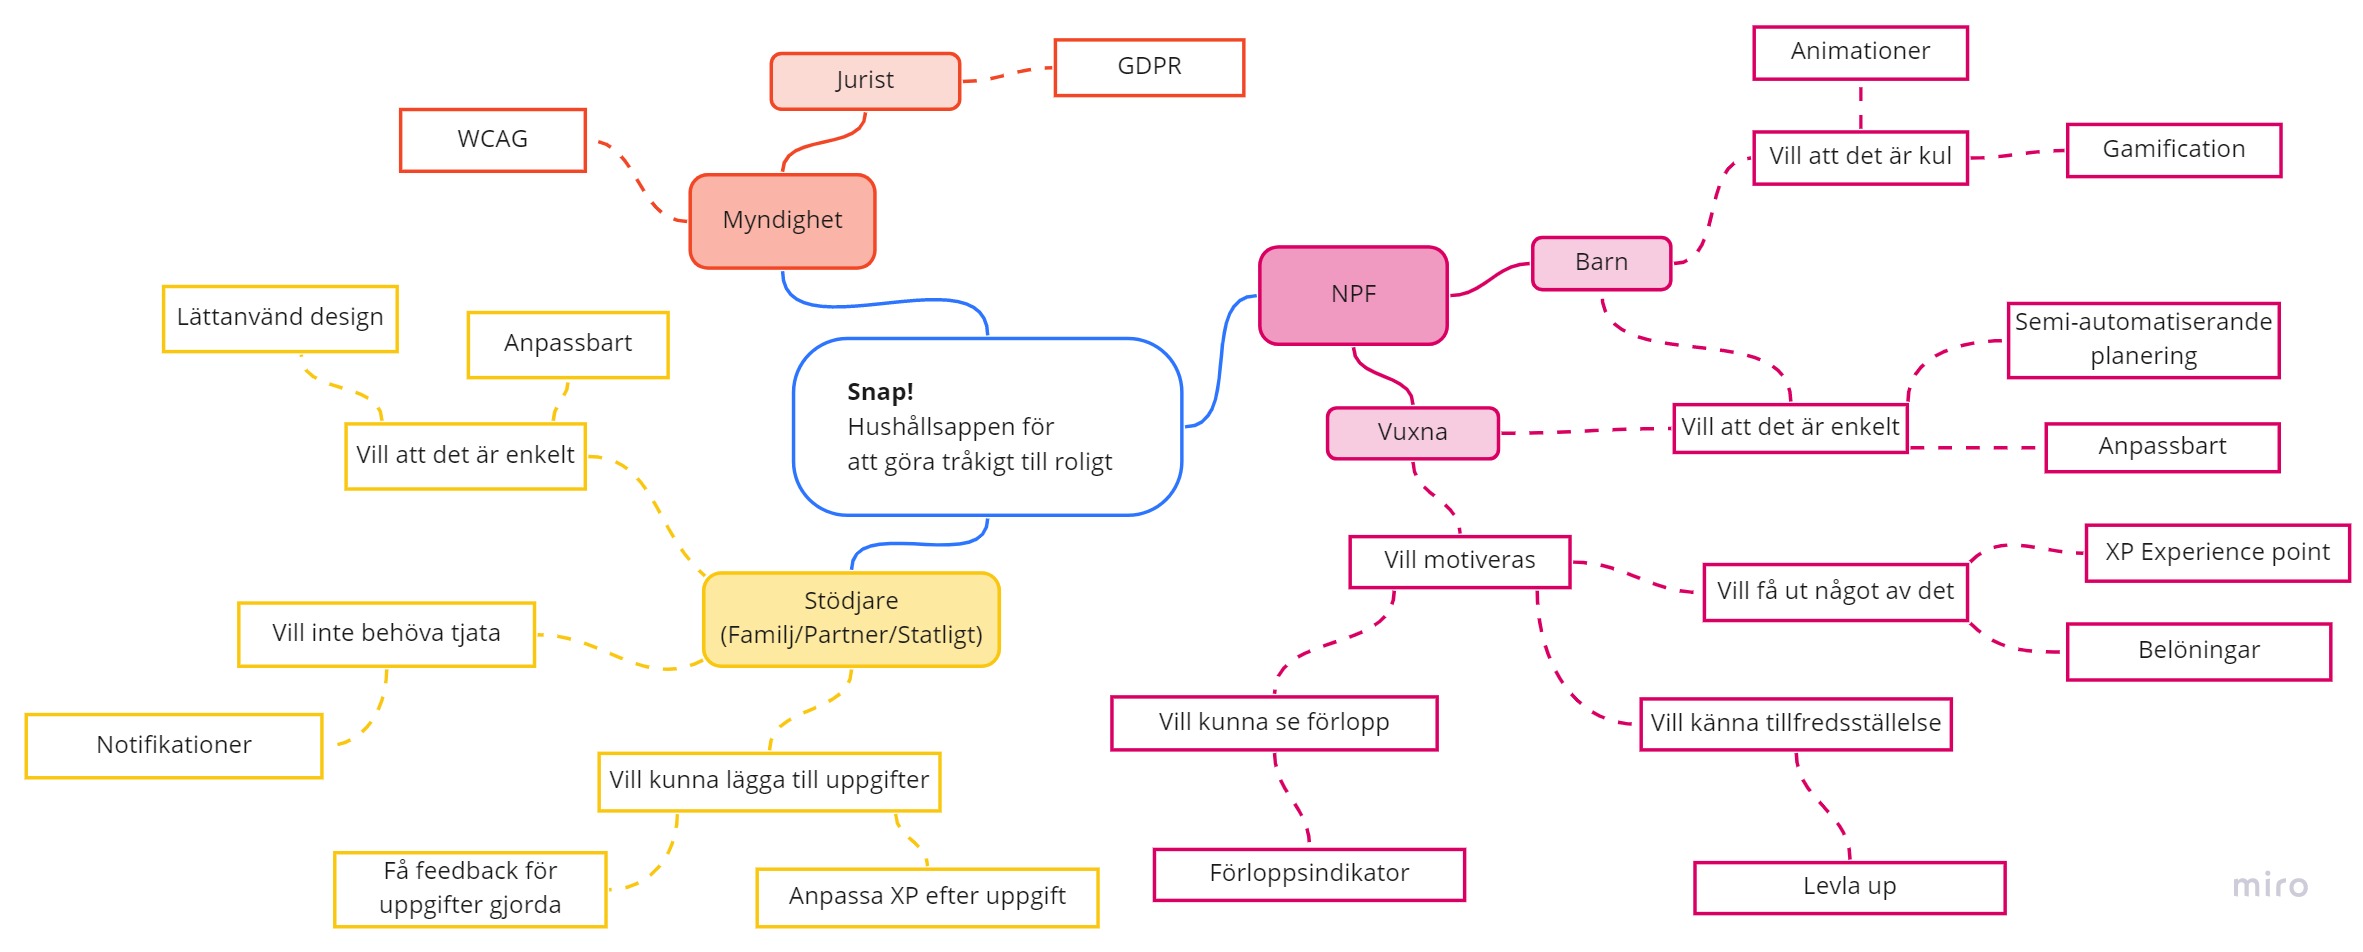 Jurist
GDPR
WCAG
Myndighet
Lättanvänd design
Anpassbart
Vill att det är enkelt
Snap!
Hushållsappen för
att göra tråkigt till roligt
Stödjare
(Familj/Partner/Statligt)
Vill inte behöva tjata
Notifikationer
Vill kunna lägga till uppgifter
Få feedback för
uppgifter gjorda
Anpassa XP efter uppgift
Animationer
Vill att det är kul
Gamification
NPF
Barn
Semi-automatiserande
planering
Vuxna
Vill att det är enkelt
Anpassbart
Vill motiveras
Vill få ut något av det
XP Experience point
Belöningar
Vill kunna se förlopp
Vill känna tillfredsställelse
Förloppsindikator
Levla up
miro